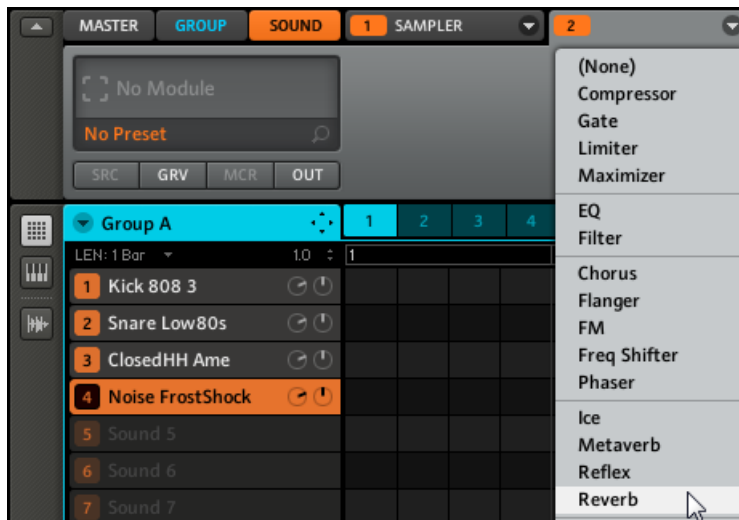 MASTER GROUP SOUND 1 SAMPLER 2
No Module
No Preset
SRC GRV MCR OUT
Group A 1 2 3 4
LEN: 1 Bar 1.0 1
1 Kick 808 3
2 Snare Low80s
3 ClosedHH Ame
4 Noise FrostShock
5 Sound 5
6 Sound 6
7 Sound 7
(None)
Compressor
Gate
Limiter
Maximizer
EQ
Filter
Chorus
Flanger
FM
Freq Shifter
Phaser
Ice
Metaverb
Reflex
Reverb